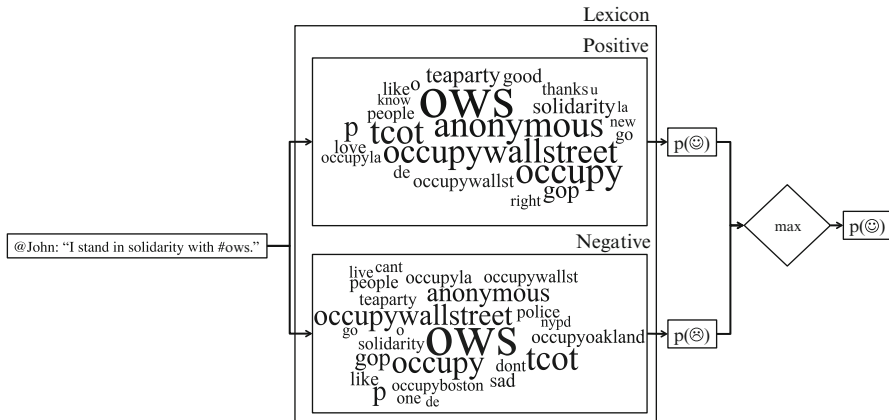 Lexicon
Positive
teaparty good
like o
thanks u
know
ows
solidarity la
people
p tcot anonymous new
go
love
occupyla occupywallstreet
de
occupywallst occupy
right gop
p(☺)
@John: “I stand in solidarity with #ows.”
max
p(☺)
Negative
live cant
people occupyla occupywallst
teaparty anonymous
occupywallstreet police
go o nypd
solidarity ows occupyoakland
gop occupy dont tcot
like sad
p occupyboston
one de
p(☹)